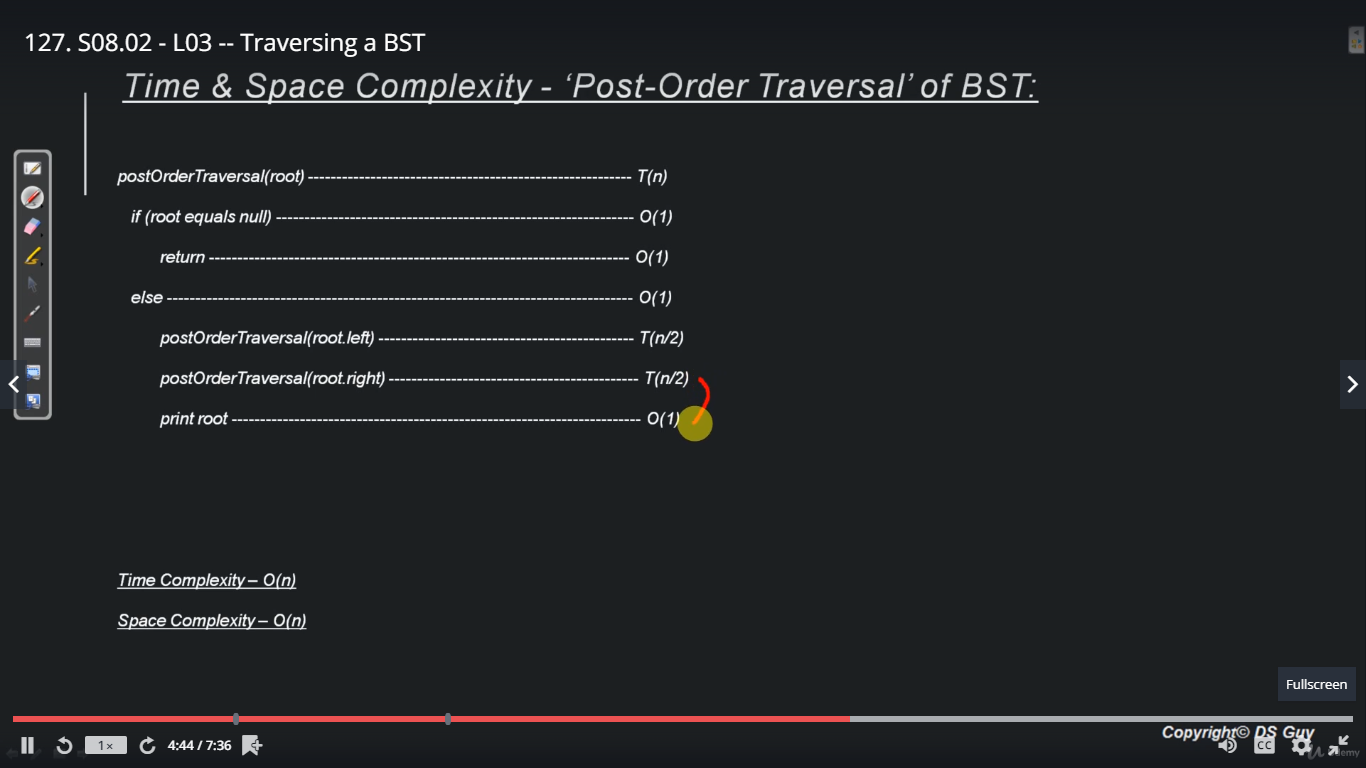 127. S08.02 - L03 -- Traversing a BST
Time & Space Complexity - ‘Post-Order Traversal’ of BST:
postOrderTraversal(root) --------------------------------------------------------- T(n)
if (root equals null) --------------------------------------------------------------- O(1)
return -------------------------------------------------------------------------- O(1)
else ---------------------------------------------------------------------------------- O(1)
postOrderTraversal(root.left) --------------------------------------------- T(n/2)
postOrderTraversal(root.right) -------------------------------------------- T(n/2)
print root ------------------------------------------------------------------------ O(1)
Time Complexity – O(n)
Space Complexity – O(n)
Fullscreen
Copyright© DS Guy
1×
4:44 / 7:36
CC